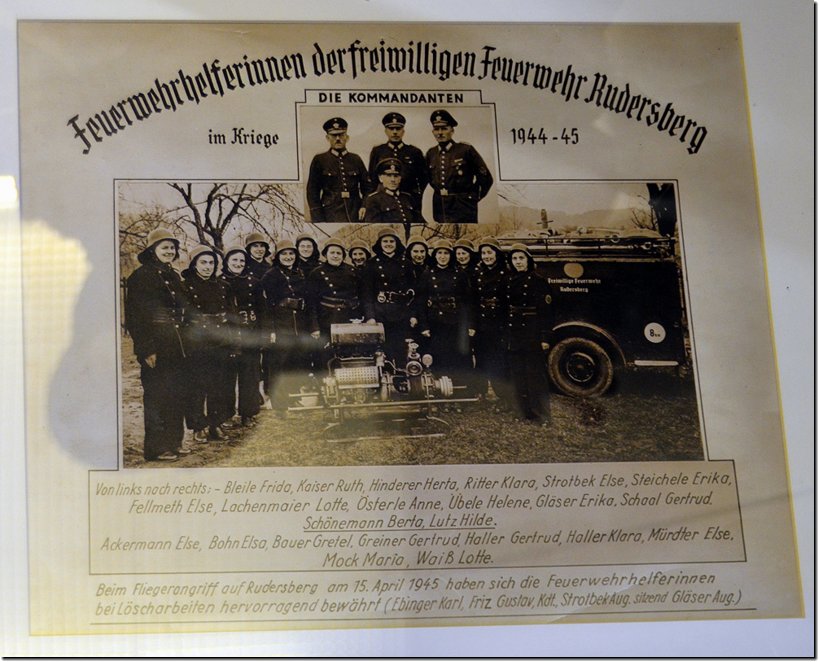 Feuerwehrhelferinnen der freiwilligen Feuerwehr Rudersberg
im Kriege 1944-45
DIE KOMMANDANTEN
Freiwillige Feuerwehr
Rudersberg
Von links nach rechts: - Bleile Frida, Kaiser Ruth, Hinderer Herta, Ritter Klara, Strotbek Else, Steichele Erika,
Fellmeth Else, Lachenmaier Lotte, Österle Anne, Übele Helene, Gläser Erika, Schaal Gertrud.
Schönemann Berta, Lutz Hilde.
Ackermann Else, Bohn Elsa, Bauer Gretel, Greiner Gertrud, Haller Gertrud, Haller Klara, Mürdter Else,
Mock Maria, Waiß Lotte.
Beim Fliegerangriff auf Rudersberg am 15. April 1945 haben sich die Feuerwehrhelferinnen
bei Löscharbeiten hervorragend bewährt (Ebinger Karl, Friz Gustav, Kdt., Strotbek Aug. sitzend Gläser Aug.)